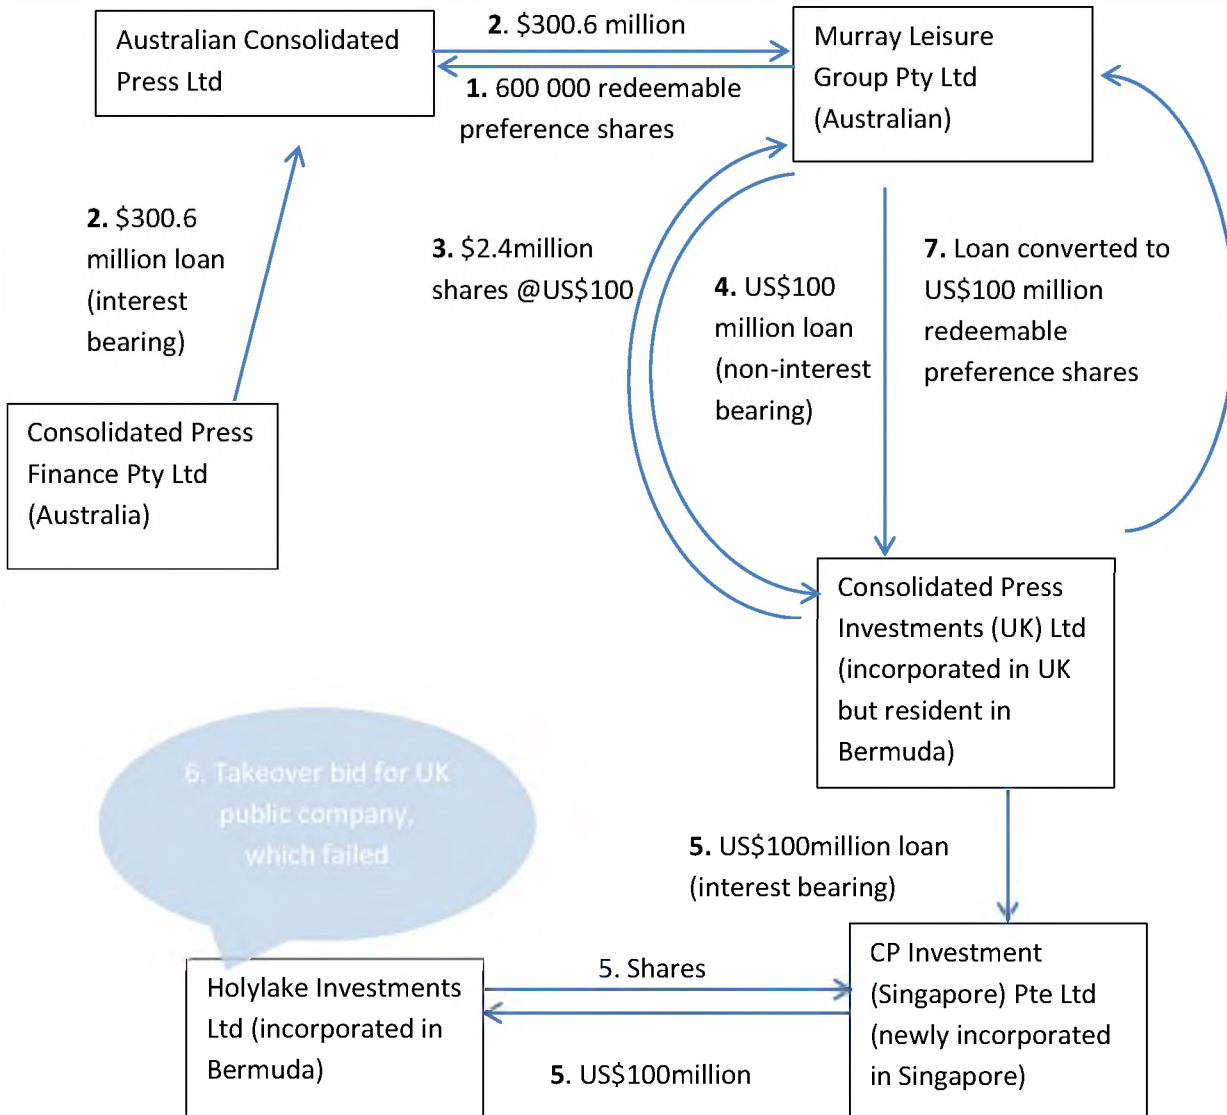 Australian Consolidated
Press Ltd
2. $300.6 million
1. 600 000 redeemable
preference shares
Murray Leisure
Group Pty Ltd
(Australian)
2. $300.6
million loan
(interest
bearing)
3. $2.4million
shares @US$100
4. US$100
million loan
(non-interest
bearing)
7. Loan converted to
US$100 million
redeemable
preference shares
Consolidated Press
Finance Pty Ltd
(Australia)
Consolidated Press
Investments (UK) Ltd
(incorporated in UK
but resident in
Bermuda)
6. Takeover bid for UK
public company,
which failed
5. US$100million loan
(interest bearing)
Holylake Investments
Ltd (incorporated in
Bermuda)
5. Shares
5. US$100million
CP Investment
(Singapore) Pte Ltd
(newly incorporated
in Singapore)